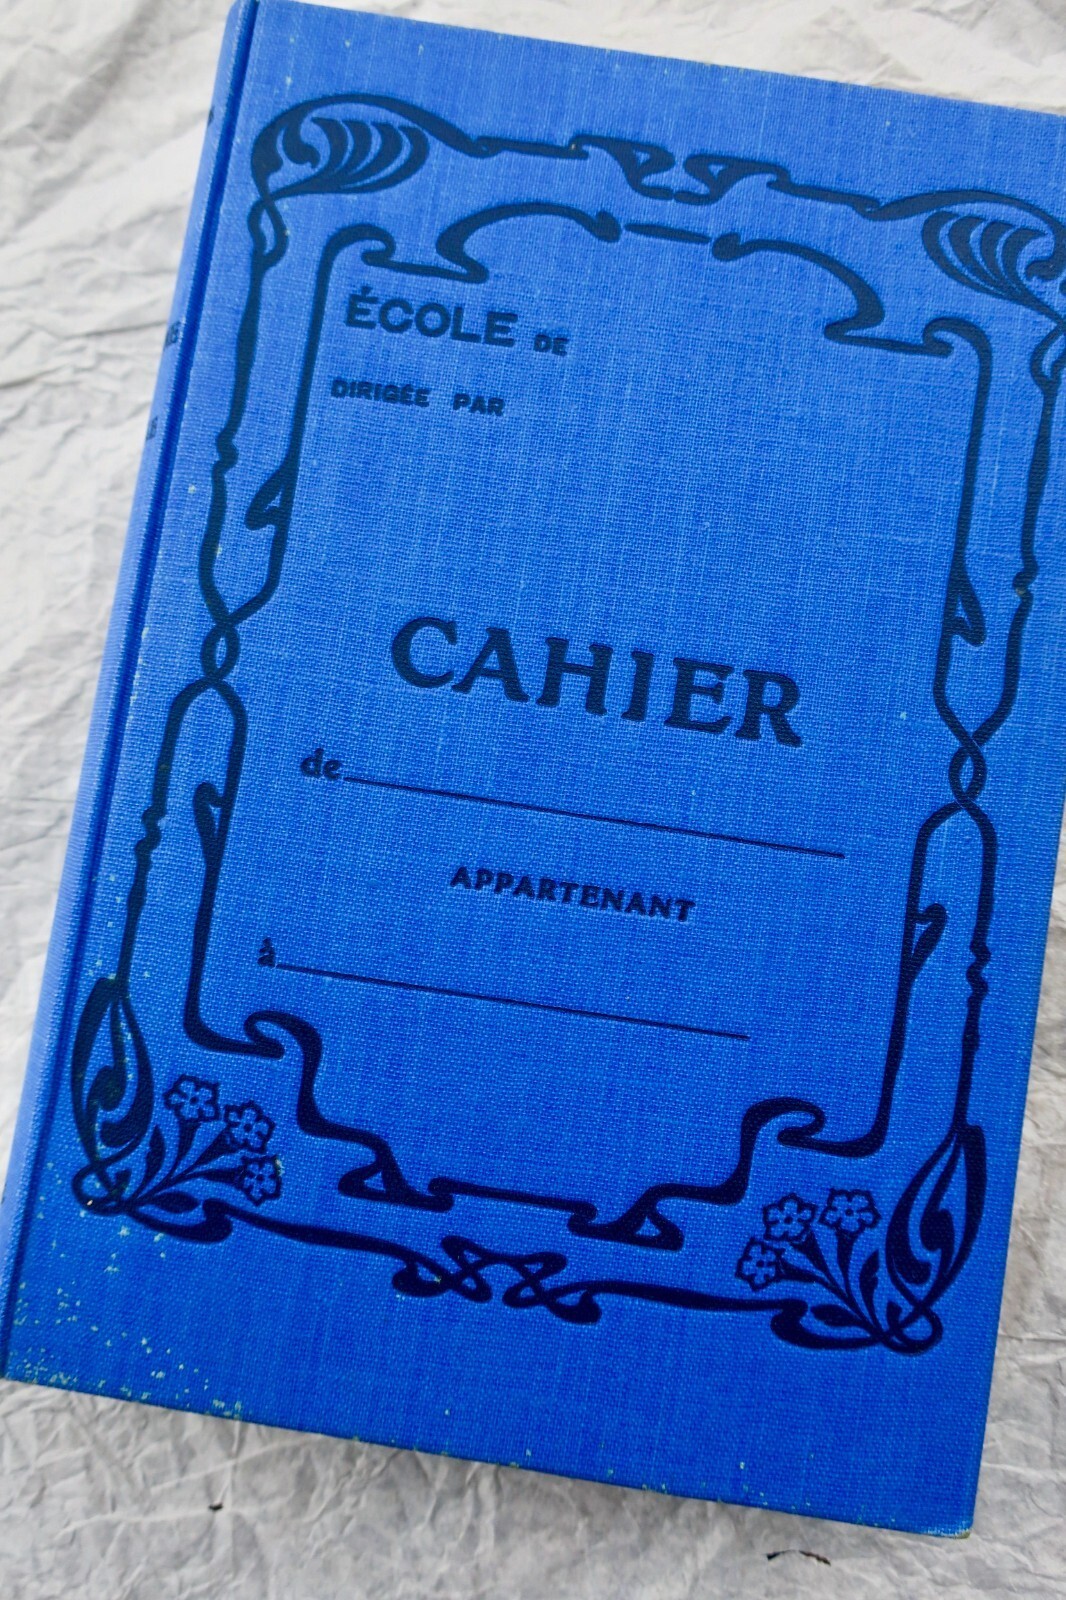 ÉCOLE DE
DIRIGÉE PAR
CAHIER
de
APPARTENANT
à